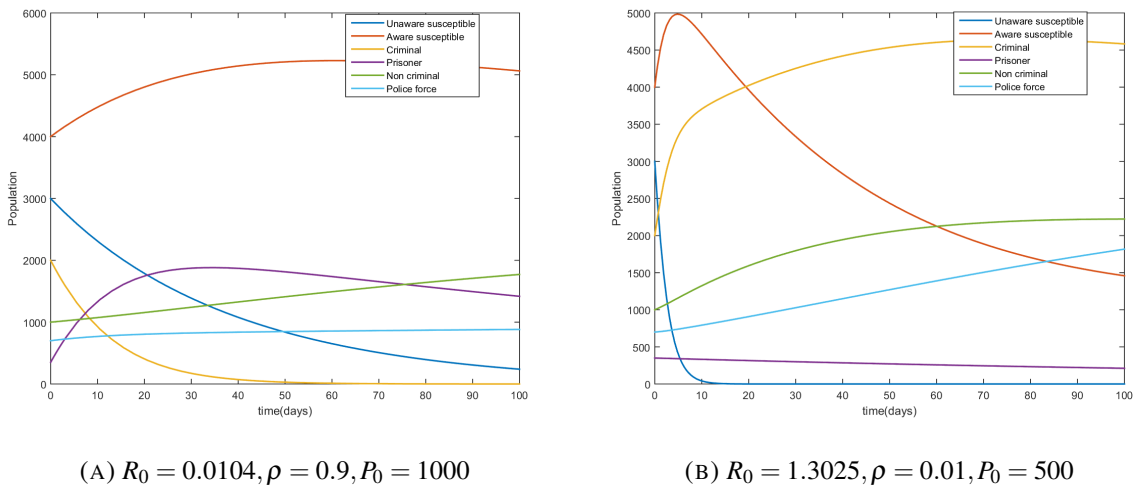 6000
5000
4000
3000
2000
1000
0
Population
0 10 20 30 40 50 60 70 80 90 100
time(days)
Unaware susceptible
Aware susceptible
Criminal
Prisoner
Non criminal
Police force
(A) R₀ = 0.0104, ρ = 0.9, P₀ = 1000
5000
4500
4000
3500
3000
2500
2000
1500
1000
500
0
Population
0 10 20 30 40 50 60 70 80 90 100
time(days)
Unaware susceptible
Aware susceptible
Criminal
Prisoner
Non criminal
Police force
(B) R₀ = 1.3025, ρ = 0.01, P₀ = 500